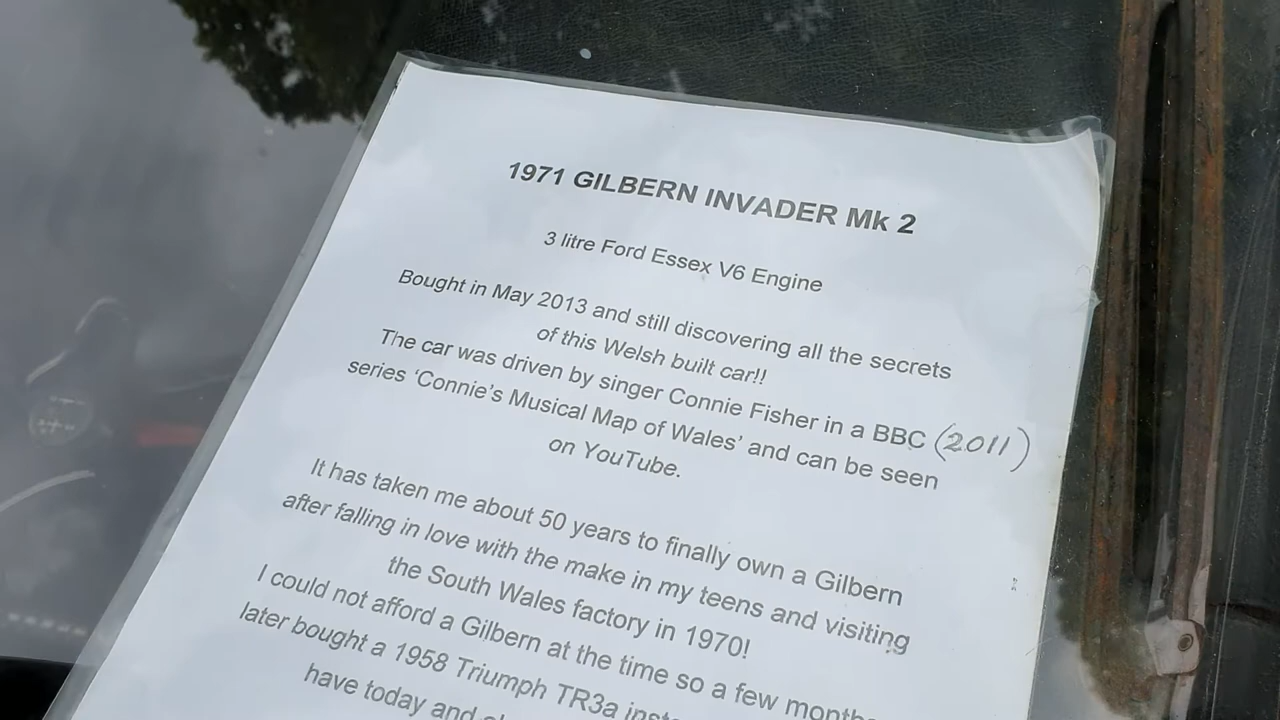 1971 GILBERN INVADER Mk 2
3 litre Ford Essex V6 Engine
Bought in May 2013 and still discovering all the secrets
of this Welsh built car!!
The car was driven by singer Connie Fisher in a BBC (2011)
series ‘Connie’s Musical Map of Wales’ and can be seen
on YouTube.
It has taken me about 50 years to finally own a Gilbern
after falling in love with the make in my teens and visiting
the South Wales factory in 1970!
I could not afford a Gilbern at the time so a few
later bought a 1958 Triumph TR3a
have today and